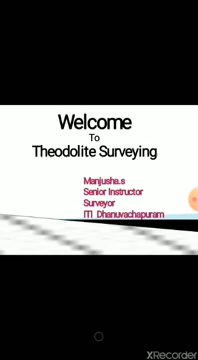 Welcome
To
Theodolite Surveying
Manjusha.s
Senior Instructor
Surveyor
ITI Dhanuvachapuram
XRecorder